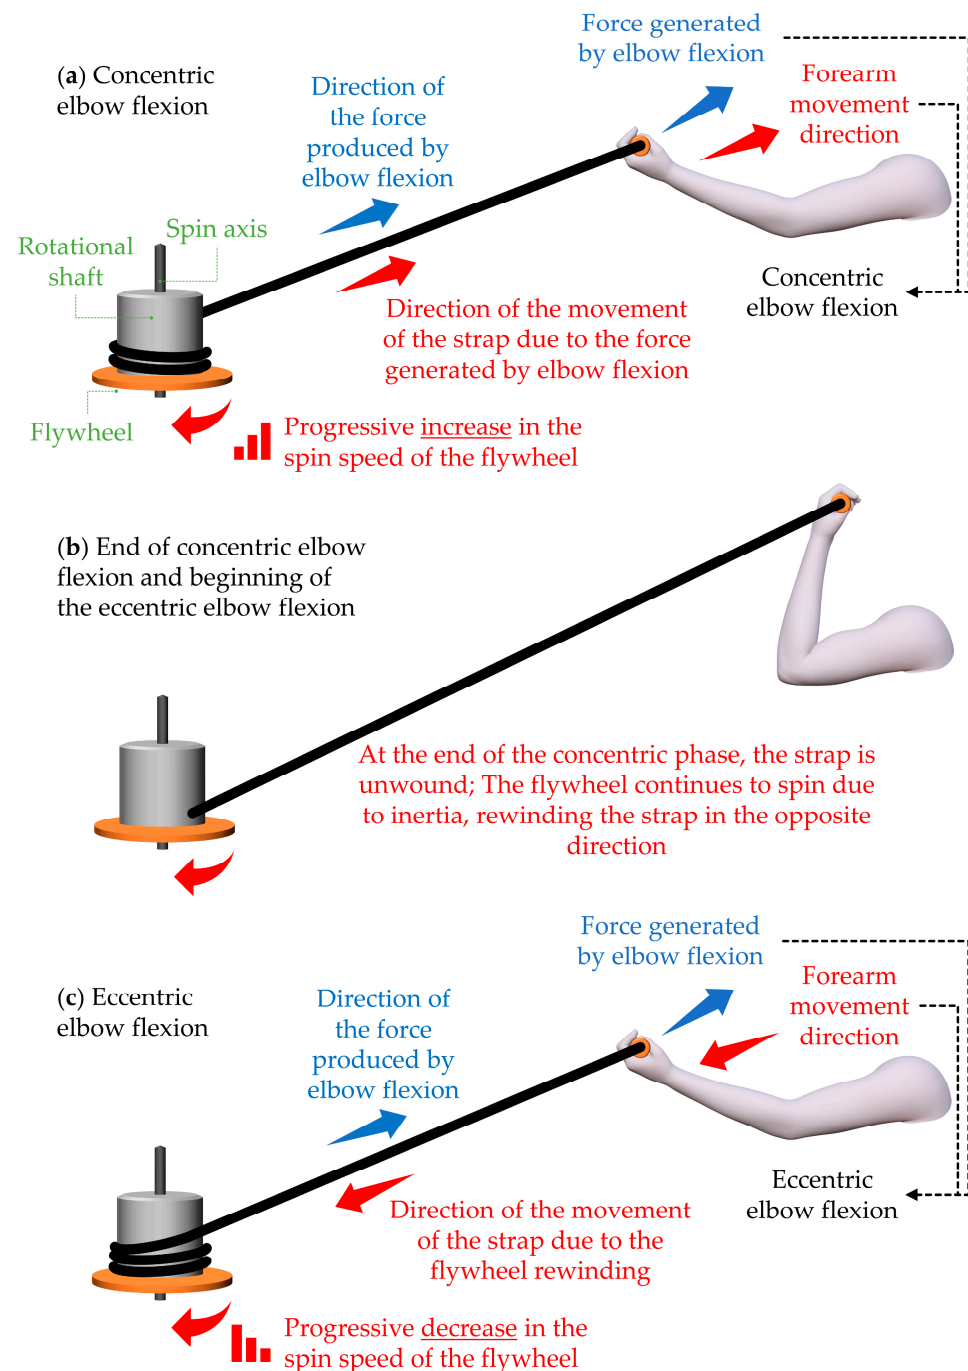 (a) Concentric
elbow flexion
Force generated
by elbow flexion
Forearm
movement
direction
Direction of
the force
produced by
elbow flexion
Spin axis
Rotational
shaft
Concentric
elbow flexion
Direction of the movement
of the strap due to the force
generated by elbow flexion
Flywheel
Progressive increase in the
spin speed of the flywheel
(b) End of concentric elbow
flexion and beginning of
the eccentric elbow flexion
At the end of the concentric phase, the strap is
unwound; The flywheel continues to spin due
to inertia, rewinding the strap in the opposite
direction
Force generated
by elbow flexion
(c) Eccentric
elbow flexion
Forearm
movement
direction
Direction of
the force
produced by
elbow flexion
Eccentric
elbow flexion
Direction of the movement
of the strap due to the
flywheel rewinding
Progressive decrease in the
spin speed of the flywheel